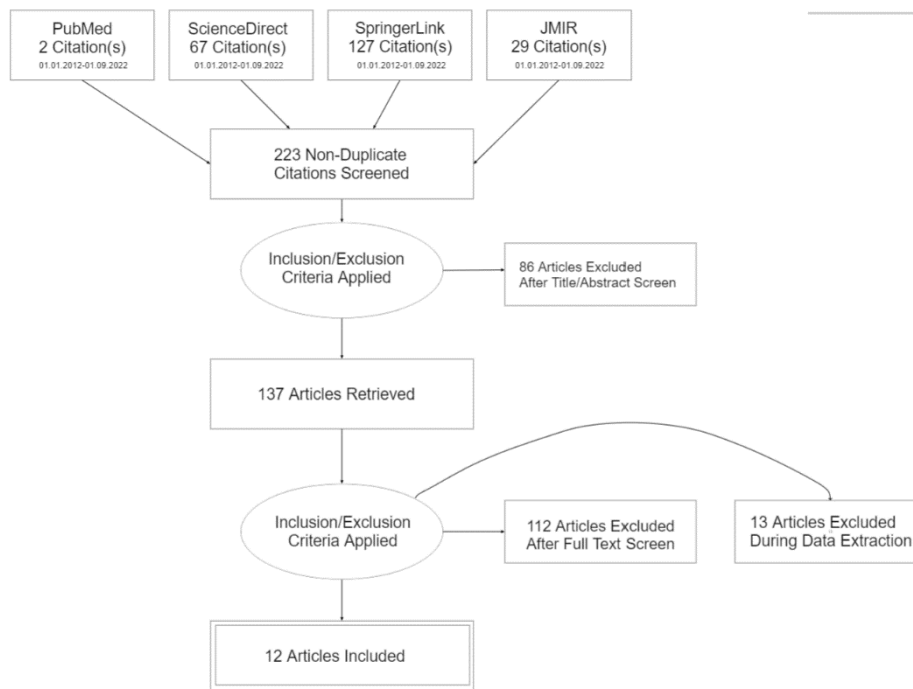 PubMed
2 Citation(s)
01.01.2012-01.09.2022
ScienceDirect
67 Citation(s)
01.01.2012-01.09.2022
SpringerLink
127 Citation(s)
01.01.2012-01.09.2022
JMIR
29 Citation(s)
01.01.2012-01.09.2022
223 Non-Duplicate
Citations Screened
Inclusion/Exclusion
Criteria Applied
86 Articles Excluded
After Title/Abstract Screen
137 Articles Retrieved
Inclusion/Exclusion
Criteria Applied
112 Articles Excluded
After Full Text Screen
13 Articles Excluded
During Data Extraction
12 Articles Included